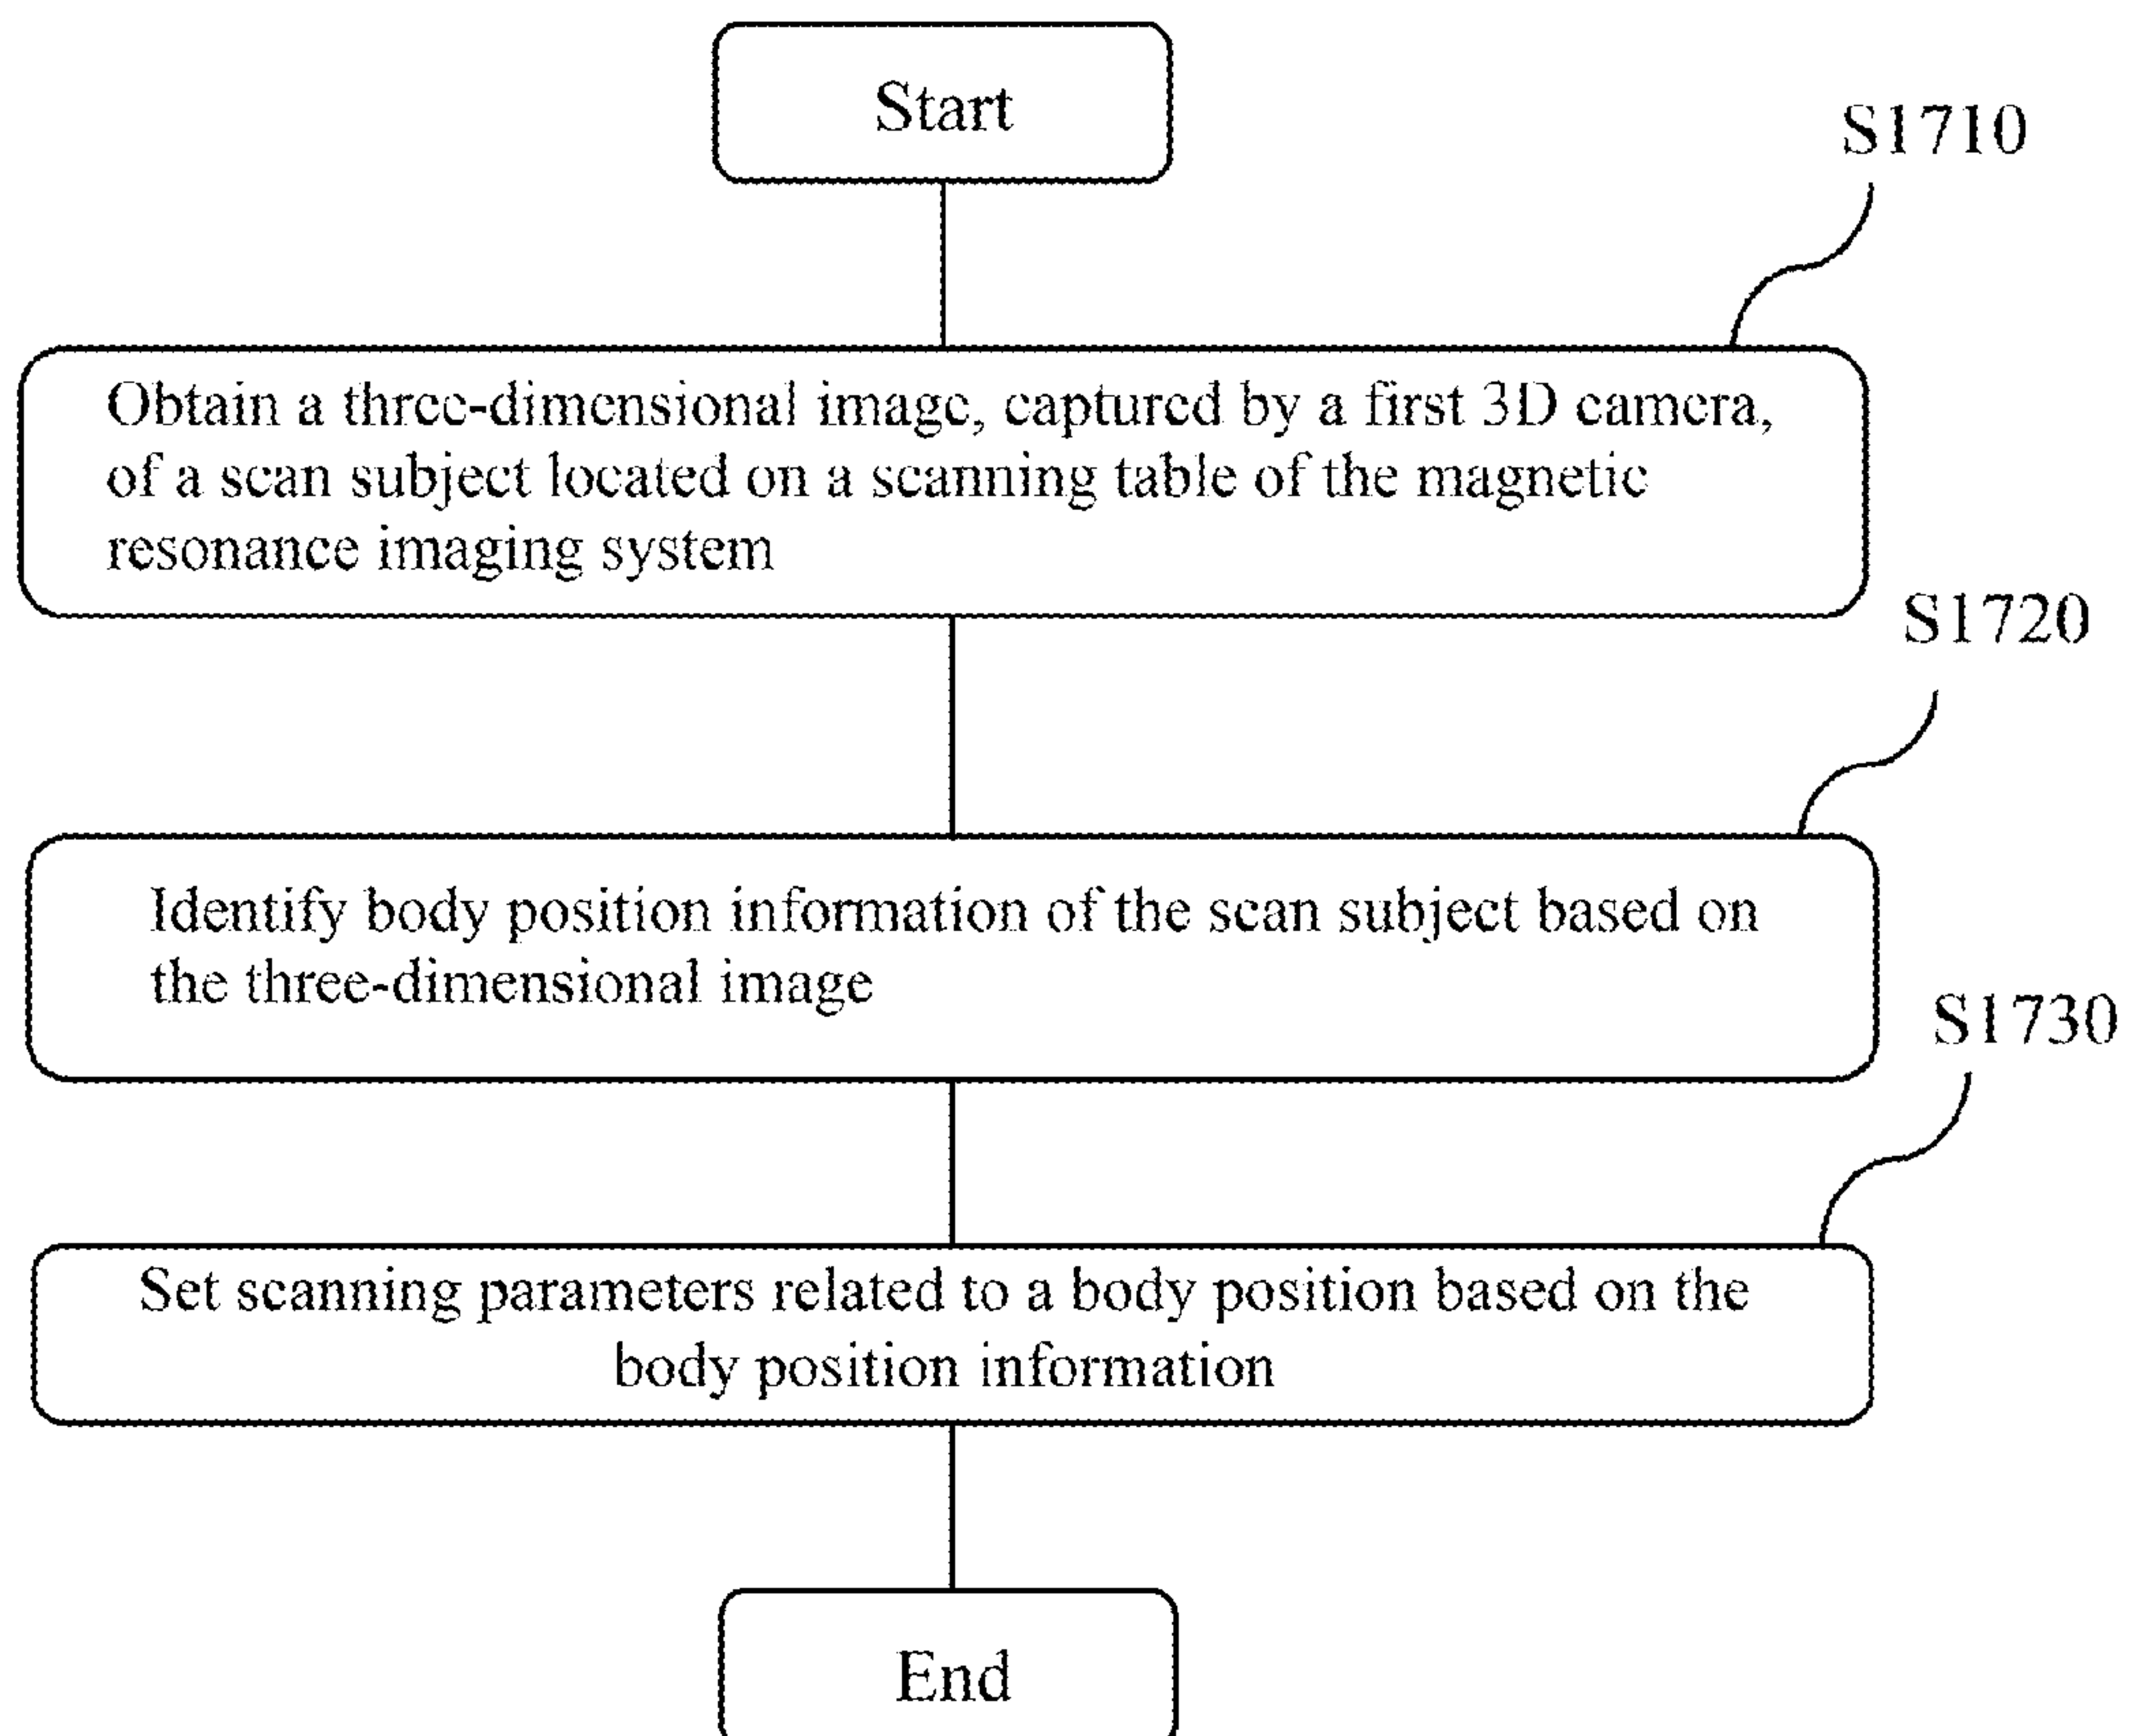 Start
S1710
Obtain a three-dimensional image, captured by a first 3D camera,
of a scan subject located on a scanning table of the magnetic
resonance imaging system
S1720
Identify body position information of the scan subject based on
the three-dimensional image
S1730
Set scanning parameters related to a body position based on the
body position information
End